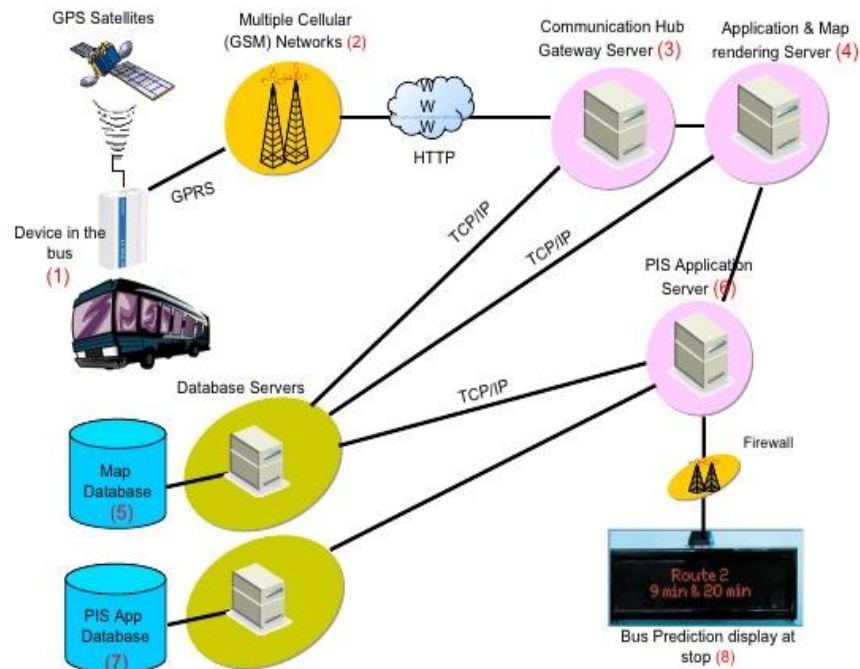 GPS Satellites
Multiple Cellular
(GSM) Networks (2)
Communication Hub
Gateway Server (3)
Application & Map
rendering Server (4)
W
W
W
HTTP
GPRS
Device in the
bus
(1)
TCP/IP
TCP/IP
PIS Application
Server (6)
Database Servers
TCP/IP
Firewall
Map
Database
(5)
Route 2
9 min & 20 min
PIS App
Database
(7)
Bus Prediction display at
stop (8)